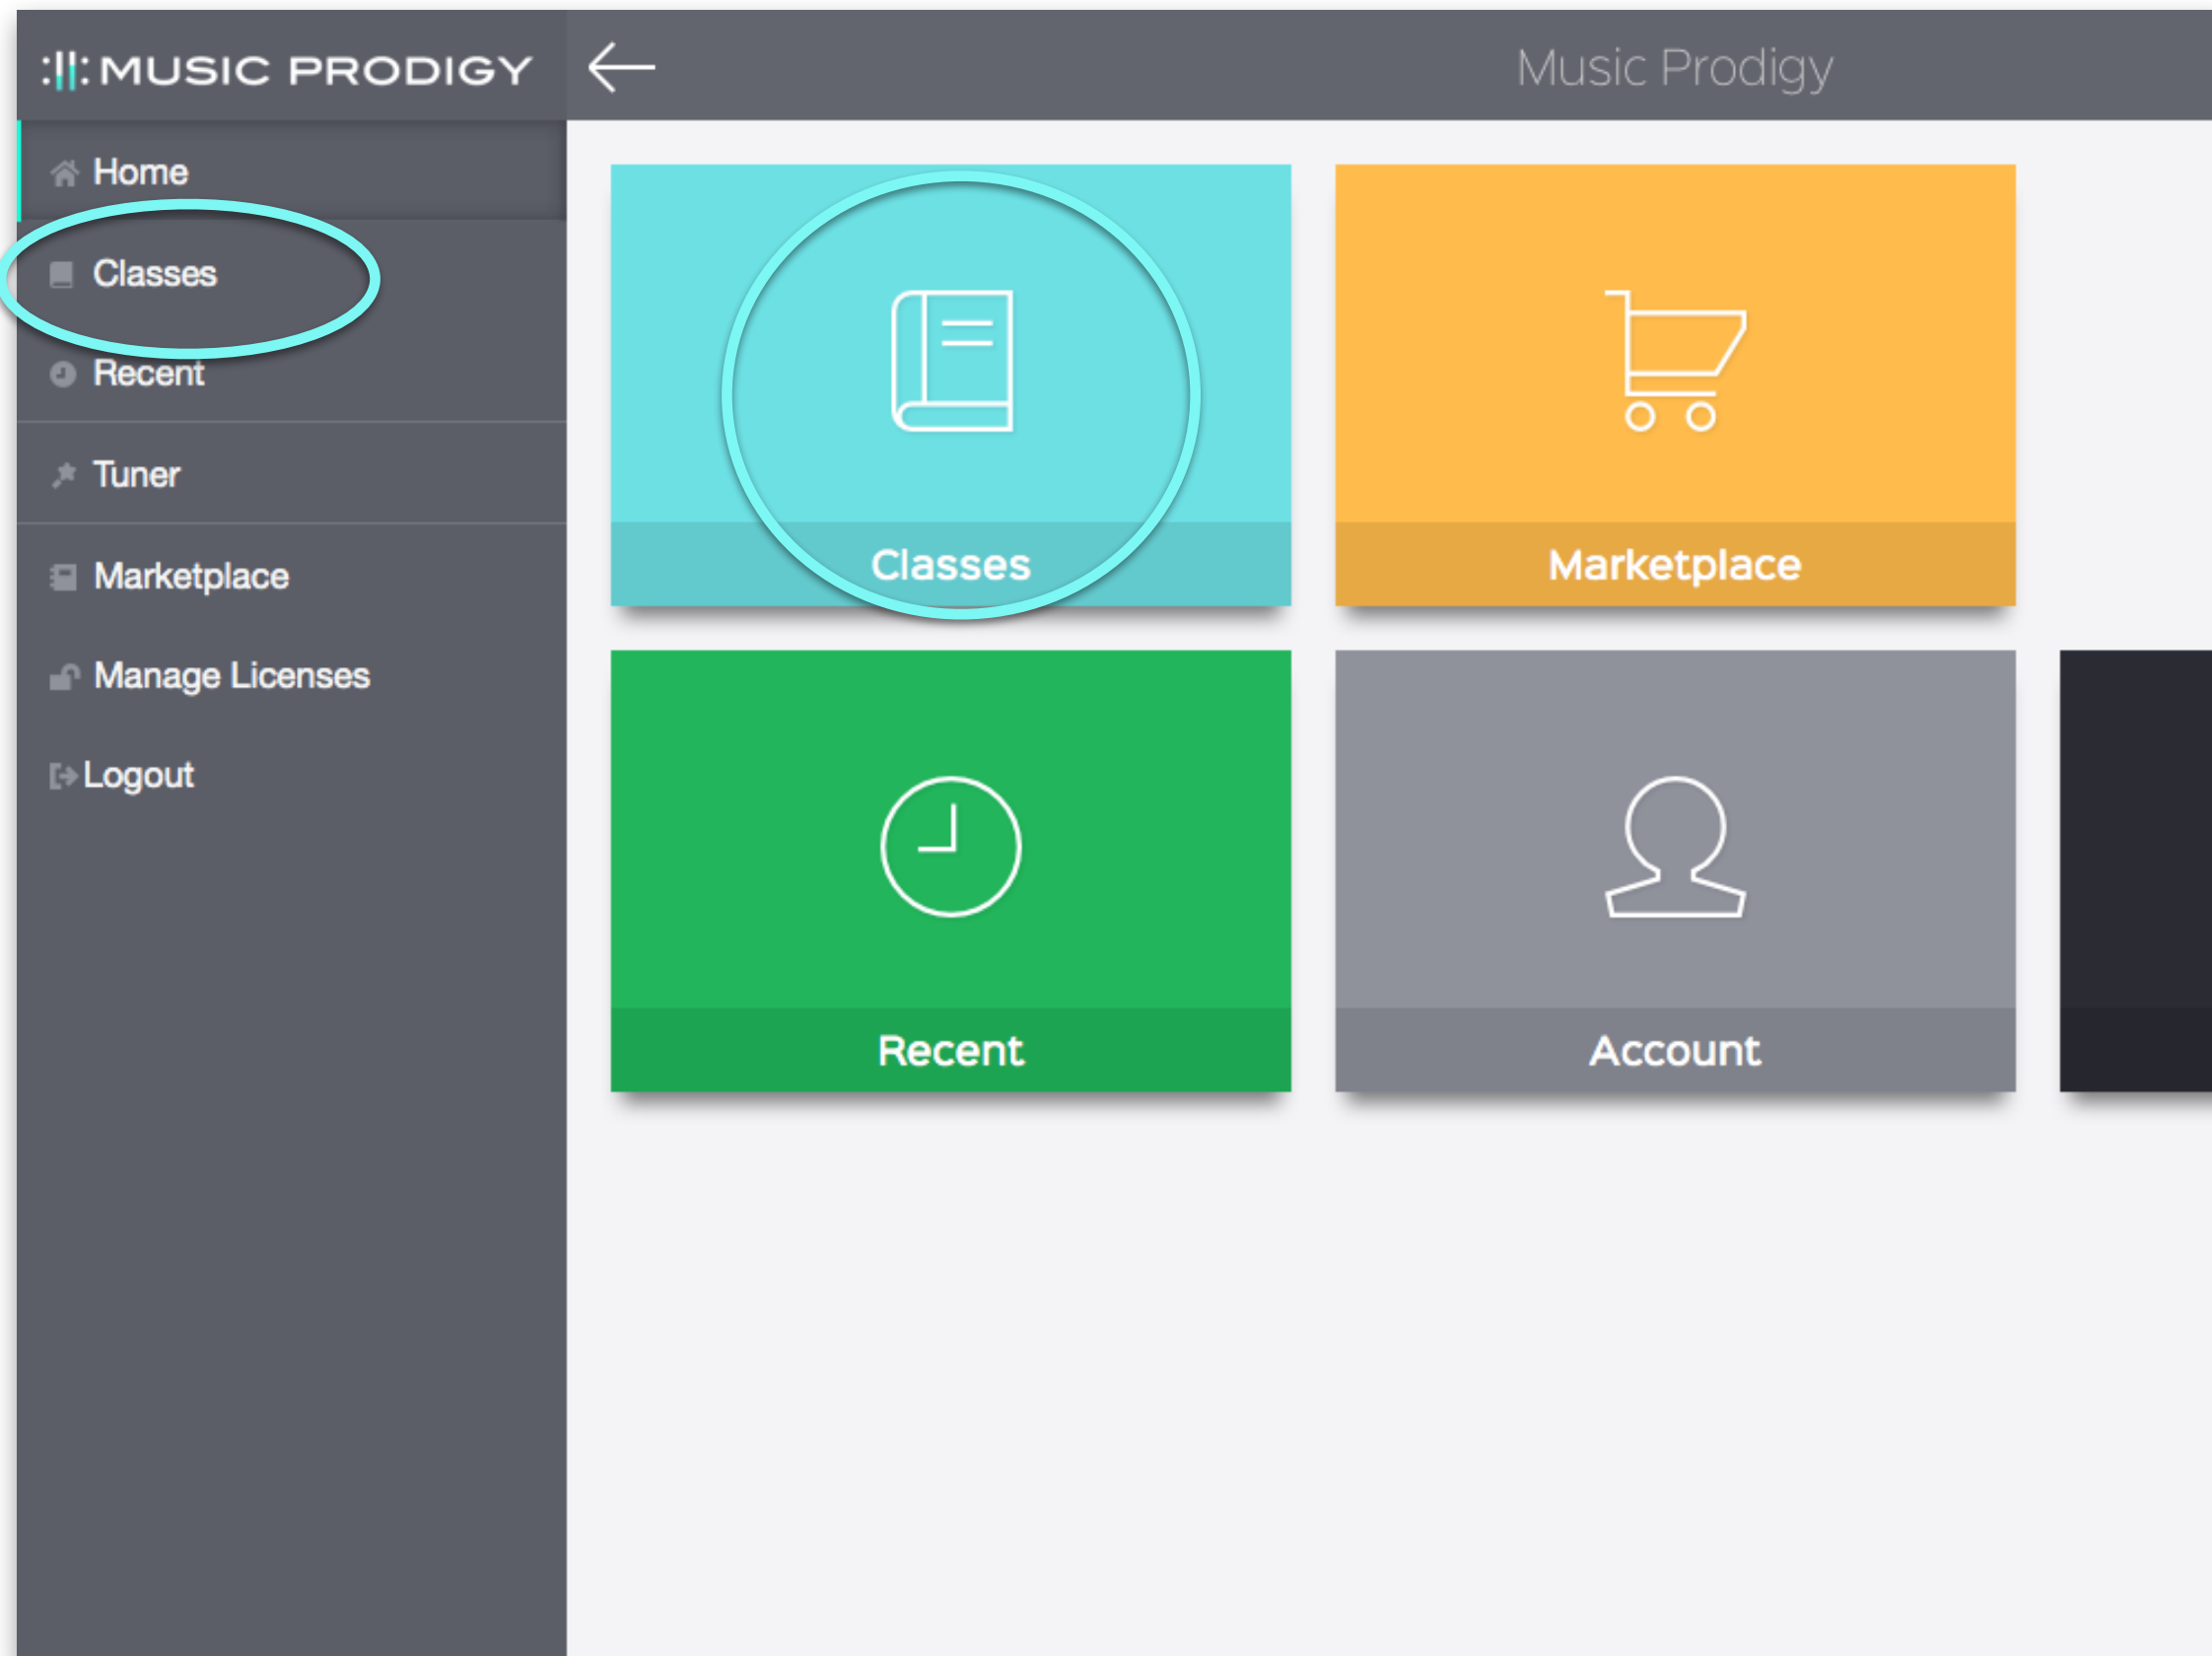 MUSIC PRODIGY
Music Prodigy
Home
Classes
Recent
Tuner
Marketplace
Manage Licenses
Logout
Classes
Marketplace
Recent
Account